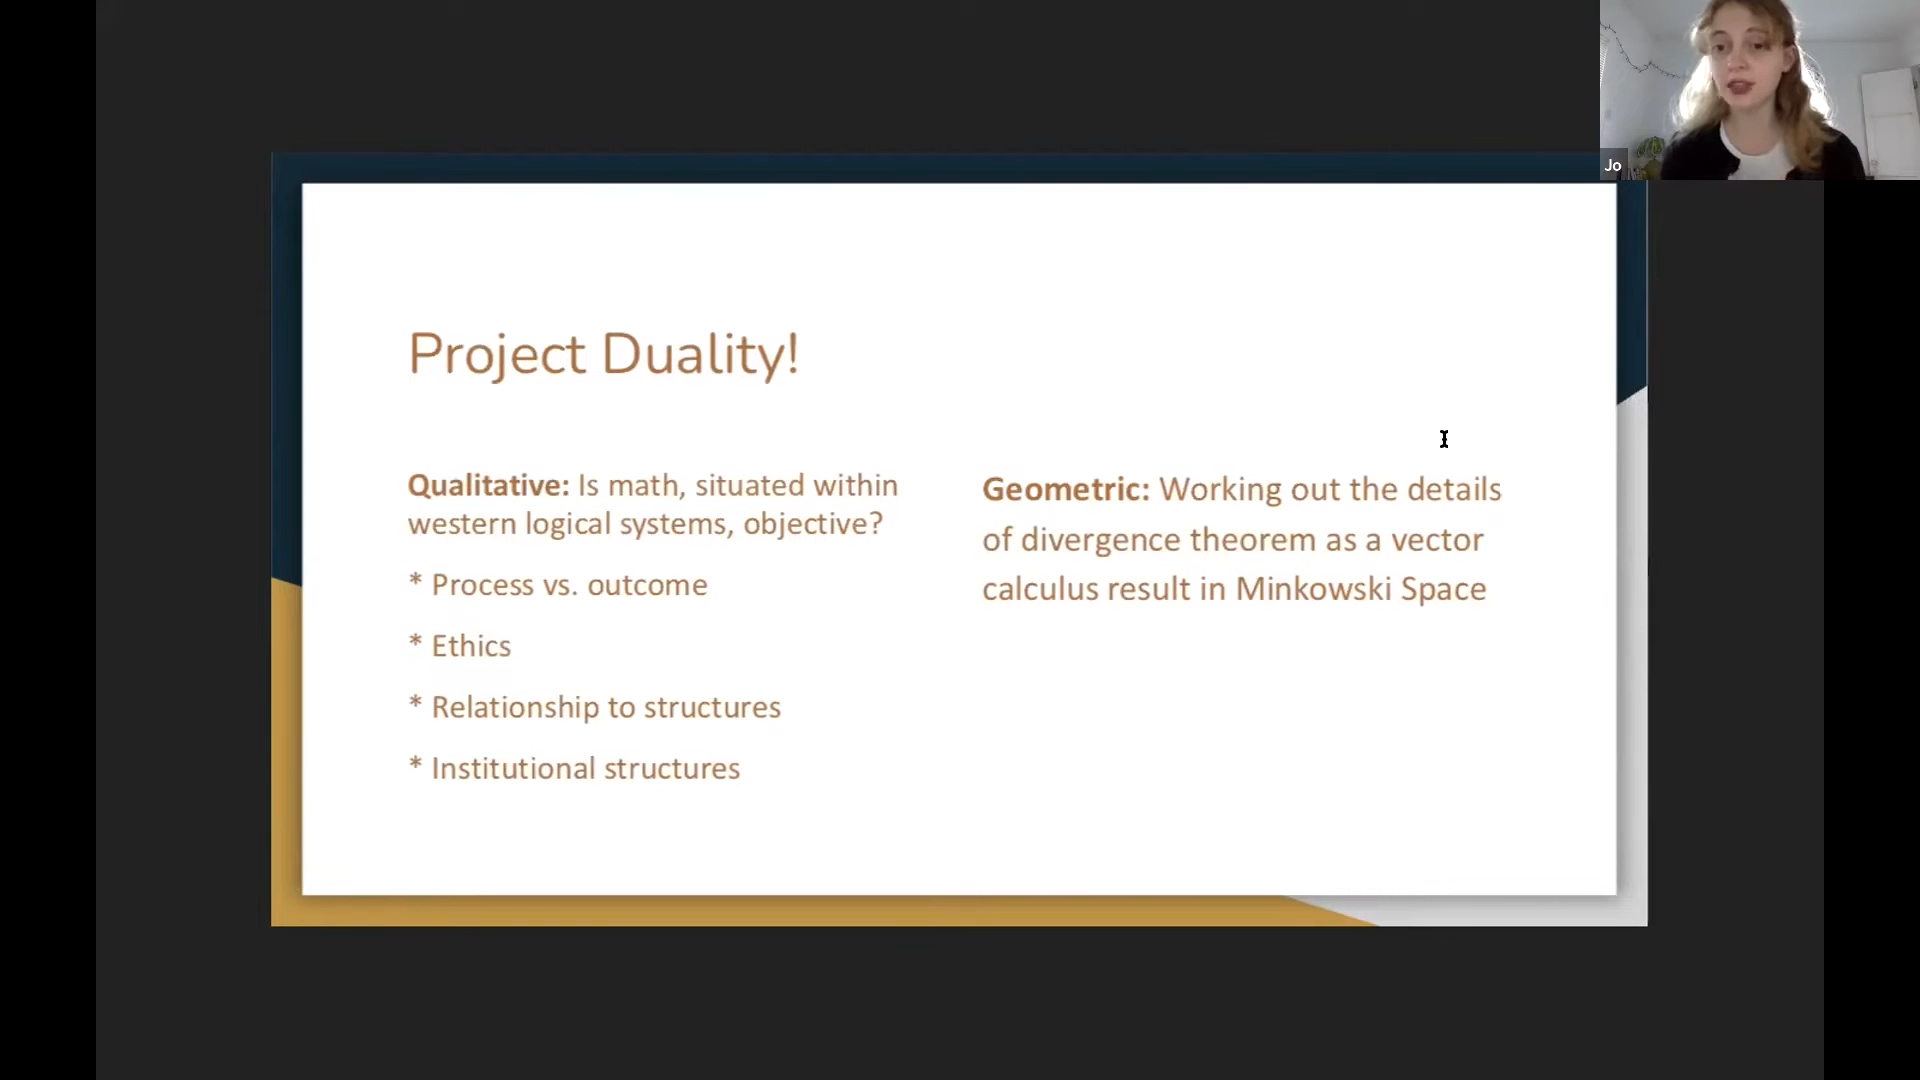 Jo
Project Duality!
Qualitative: Is math, situated within
western logical systems, objective?
* Process vs. outcome
* Ethics
* Relationship to structures
* Institutional structures
Geometric: Working out the details
of divergence theorem as a vector
calculus result in Minkowski Space